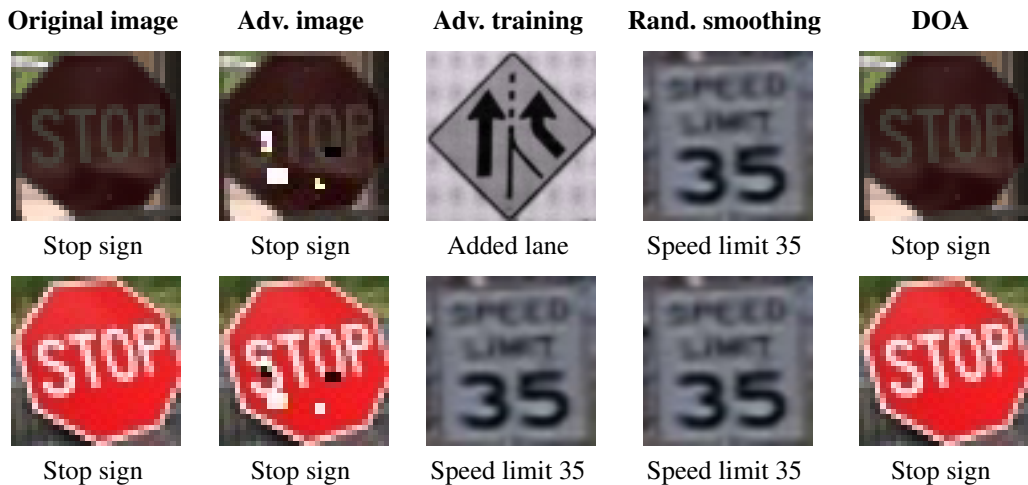 Original image Adv. image Adv. training Rand. smoothing DOA
STOP STOP SPEED LIMIT 35 STOP
Stop sign Stop sign Added lane Speed limit 35 Stop sign
STOP STOP SPEED LIMIT 35 SPEED LIMIT 35 STOP
Stop sign Stop sign Speed limit 35 Speed limit 35 Stop sign